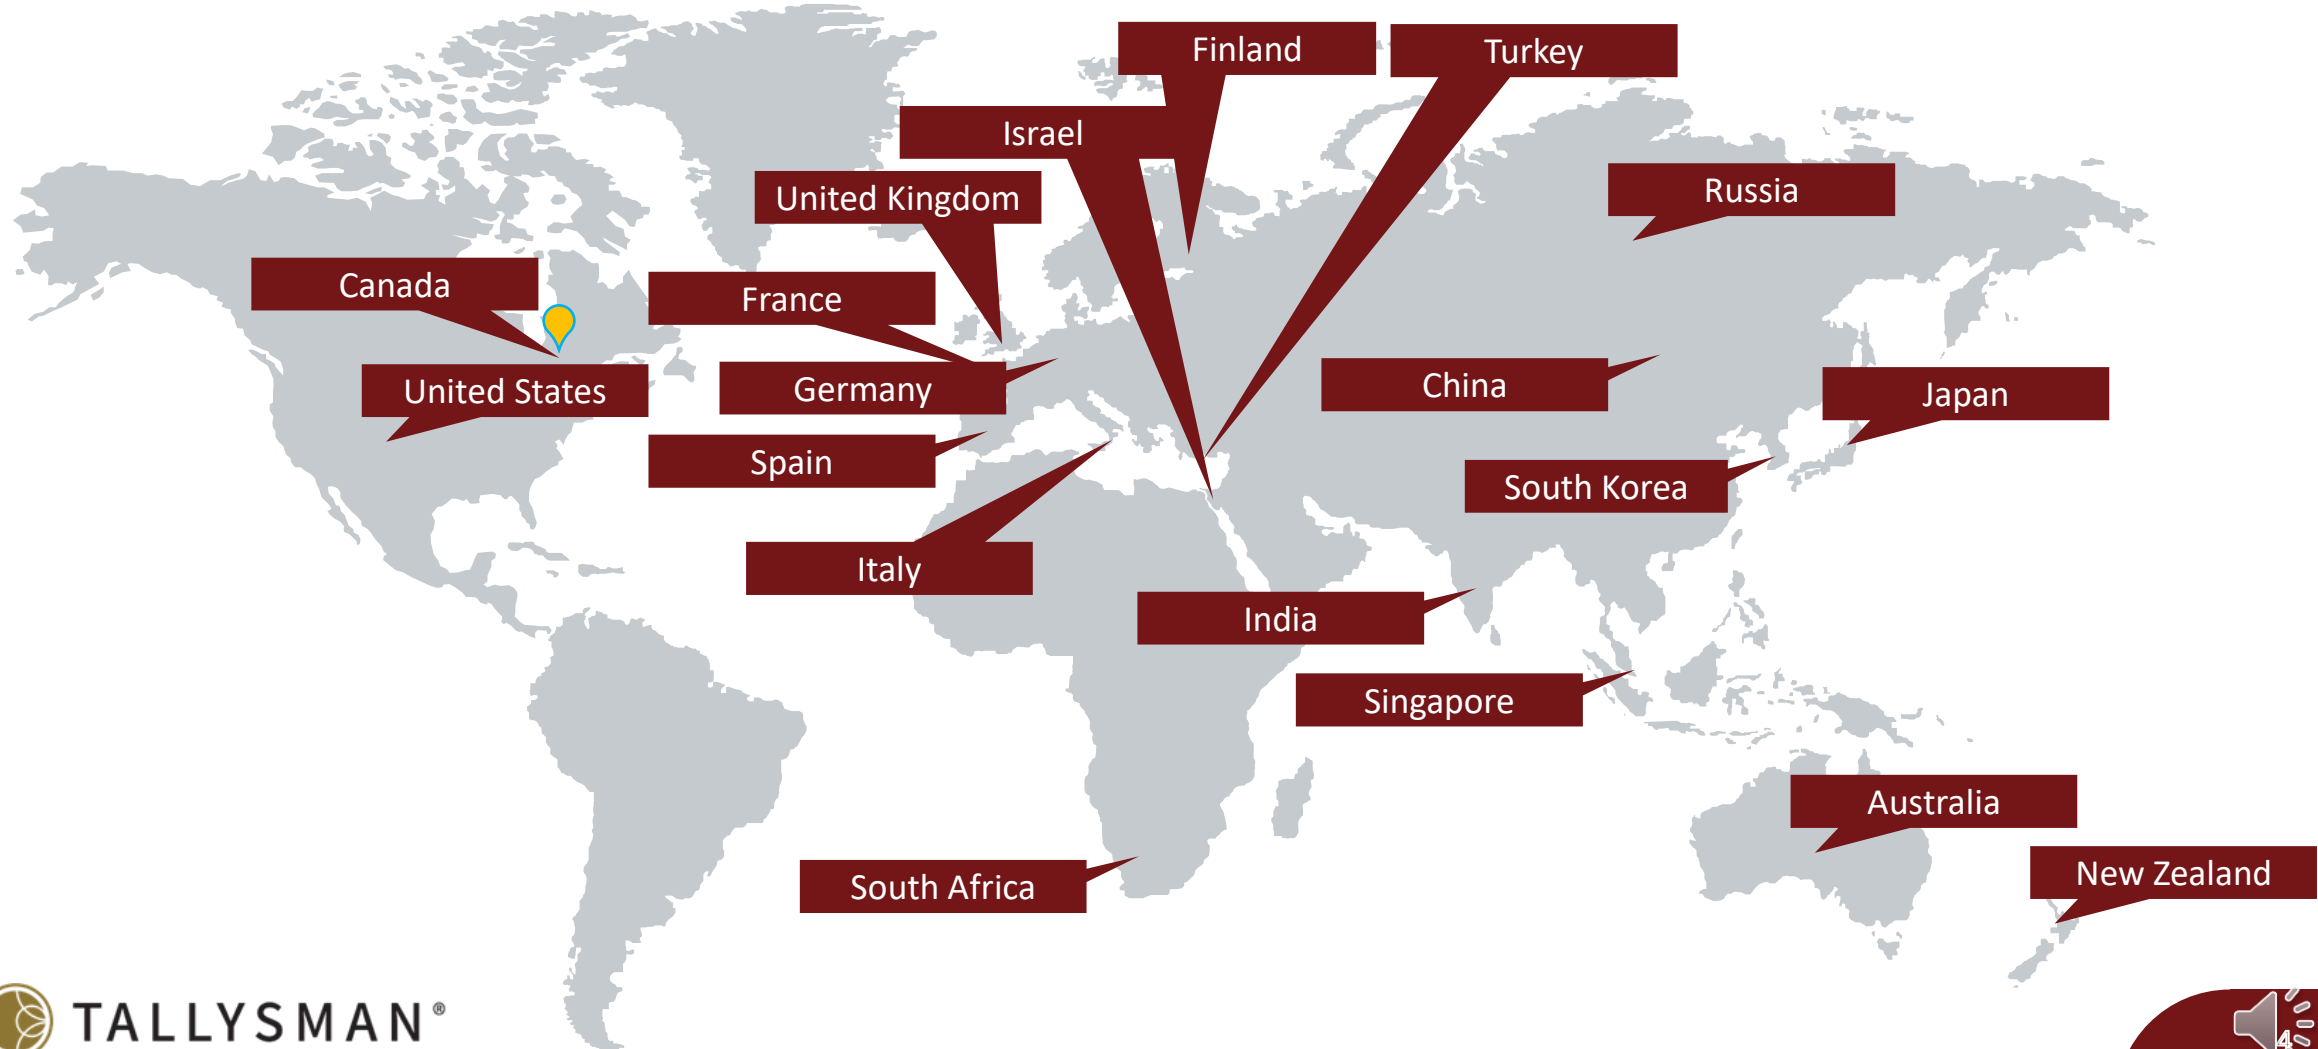 Finland
Turkey
Israel
United Kingdom
Russia
Canada
France
United States
Germany
China
Japan
Spain
South Korea
Italy
India
Singapore
Australia
South Africa
New Zealand
TALLYSMAN®
4